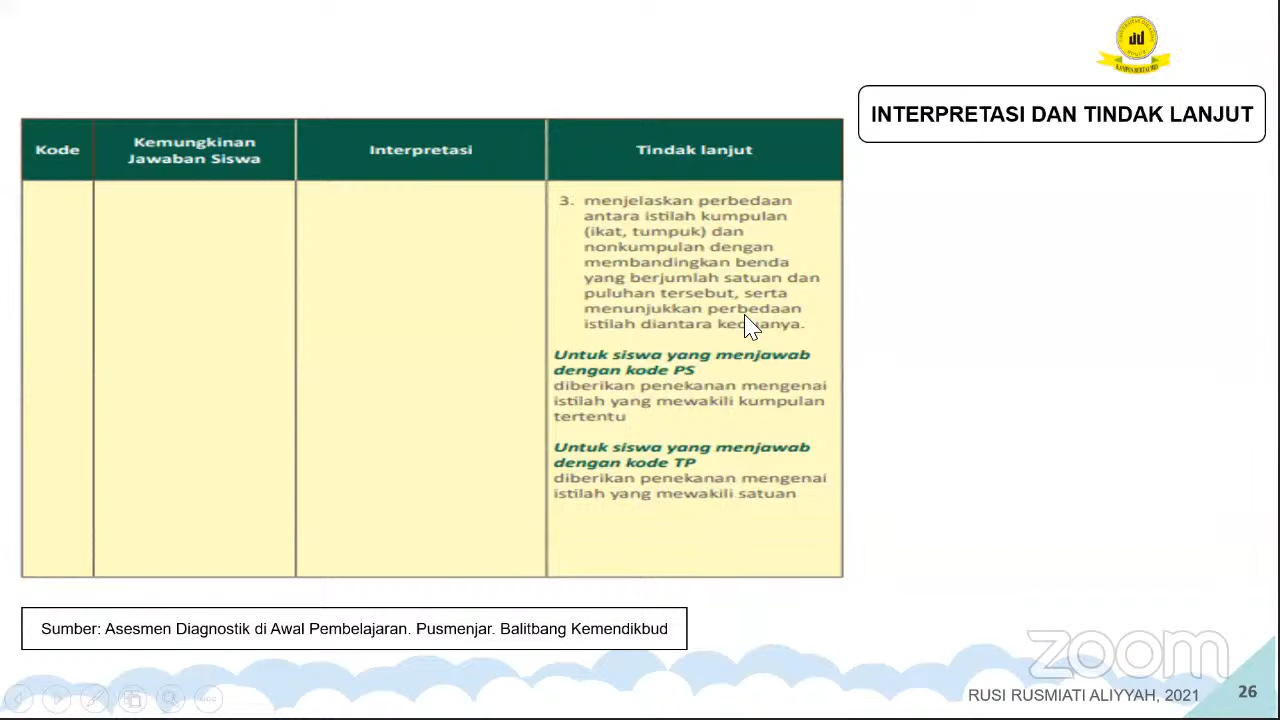 INTERPRETASI DAN TINDAK LANJUT
Kode
Kemungkinan
Jawaban Siswa
Interpretasi
Tindak lanjut
3. menjelaskan perbedaan
antara istilah kumpulan
(ikat, tumpuk) dan
nonkumpulan dengan
membandingkan benda
yang berjumlah satuan dan
puluhan tersebut, serta
menunjukkan perbedaan
istilah diantara keduanya.
Untuk siswa yang menjawab
dengan kode PS
diberikan penekanan mengenai
istilah yang mewakili kumpulan
tertentu
Untuk siswa yang menjawab
dengan kode TP
diberikan penekanan mengenai
istilah yang mewakili satuan
Sumber: Asesmen Diagnostik di Awal Pembelajaran. Pusmenjar. Balitbang Kemendikbud
zoom
RUSI RUSMIATI ALIYYAH, 2021
26